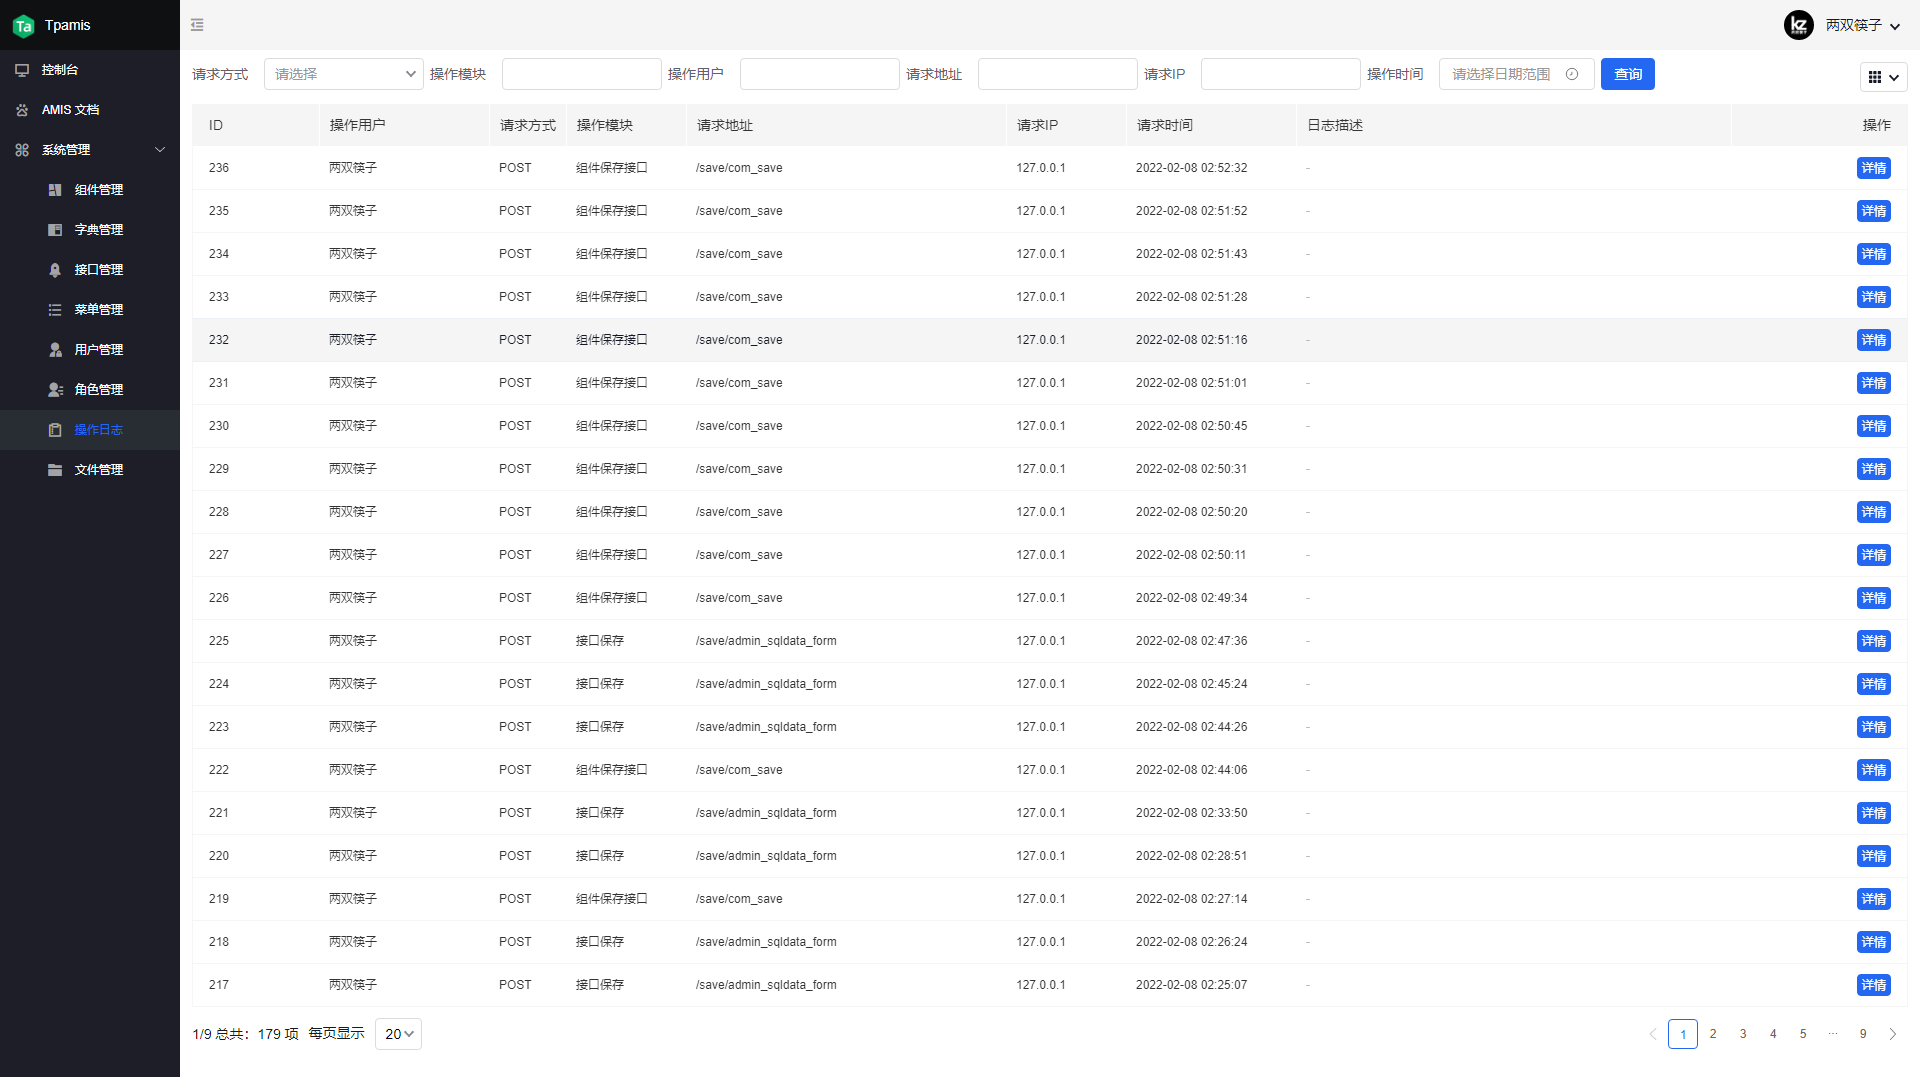 Ta Tpamis
两双筷子
控制台
AMIS 文档
系统管理
组件管理
字典管理
接口管理
菜单管理
用户管理
角色管理
操作日志
文件管理
请求方式 请选择 操作模块 操作用户 请求地址 请求IP 操作时间 请选择日期范围 查询
ID 操作用户 请求方式 操作模块 请求地址 请求IP 请求时间 日志描述 操作
236 两双筷子 POST 组件保存接口 /save/com_save 127.0.0.1 2022-02-08 02:52:32 - 详情
235 两双筷子 POST 组件保存接口 /save/com_save 127.0.0.1 2022-02-08 02:51:52 - 详情
234 两双筷子 POST 组件保存接口 /save/com_save 127.0.0.1 2022-02-08 02:51:43 - 详情
233 两双筷子 POST 组件保存接口 /save/com_save 127.0.0.1 2022-02-08 02:51:28 - 详情
232 两双筷子 POST 组件保存接口 /save/com_save 127.0.0.1 2022-02-08 02:51:16 - 详情
231 两双筷子 POST 组件保存接口 /save/com_save 127.0.0.1 2022-02-08 02:51:01 - 详情
230 两双筷子 POST 组件保存接口 /save/com_save 127.0.0.1 2022-02-08 02:50:45 - 详情
229 两双筷子 POST 组件保存接口 /save/com_save 127.0.0.1 2022-02-08 02:50:31 - 详情
228 两双筷子 POST 组件保存接口 /save/com_save 127.0.0.1 2022-02-08 02:50:20 - 详情
227 两双筷子 POST 组件保存接口 /save/com_save 127.0.0.1 2022-02-08 02:50:11 - 详情
226 两双筷子 POST 组件保存接口 /save/com_save 127.0.0.1 2022-02-08 02:49:34 - 详情
225 两双筷子 POST 接口保存 /save/admin_sqldata_form 127.0.0.1 2022-02-08 02:47:36 - 详情
224 两双筷子 POST 接口保存 /save/admin_sqldata_form 127.0.0.1 2022-02-08 02:45:24 - 详情
223 两双筷子 POST 接口保存 /save/admin_sqldata_form 127.0.0.1 2022-02-08 02:44:26 - 详情
222 两双筷子 POST 组件保存接口 /save/com_save 127.0.0.1 2022-02-08 02:44:06 - 详情
221 两双筷子 POST 接口保存 /save/admin_sqldata_form 127.0.0.1 2022-02-08 02:33:50 - 详情
220 两双筷子 POST 接口保存 /save/admin_sqldata_form 127.0.0.1 2022-02-08 02:28:51 - 详情
219 两双筷子 POST 组件保存接口 /save/com_save 127.0.0.1 2022-02-08 02:27:14 - 详情
218 两双筷子 POST 接口保存 /save/admin_sqldata_form 127.0.0.1 2022-02-08 02:26:24 - 详情
217 两双筷子 POST 接口保存 /save/admin_sqldata_form 127.0.0.1 2022-02-08 02:25:07 - 详情
1/9 总共：179 项 每页显示 20 1 2 3 4 5 ··· 9